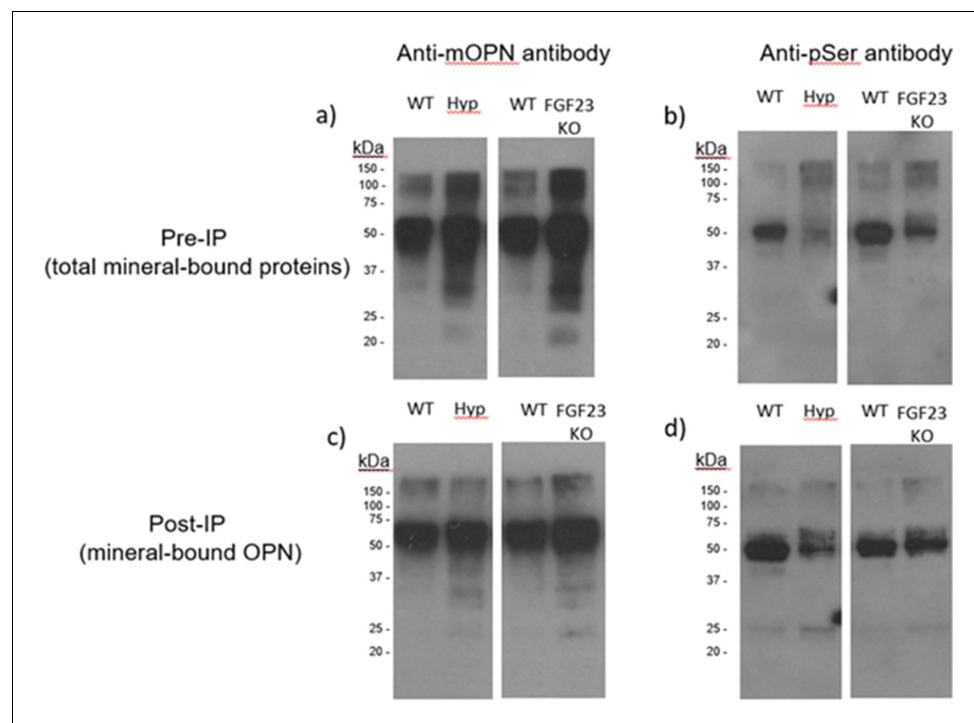 Anti-mOPN antibody
Anti-pSer antibody
a)
WT Hyp WT FGF23
KO
kDa
150 -
100 -
75 -
50 -
37 -
25 -
20 -
b)
WT Hyp WT FGF23
KO
kDa
150 -
100 -
75 -
50 -
37 -
25 -
20 -
Pre-IP
(total mineral-bound proteins)
c)
WT Hyp WT FGF23
KO
kDa
150 -
100 -
75 -
50 -
37 -
25 -
20 -
d)
WT Hyp WT FGF23
KO
kDa
150 -
100 -
75 -
50 -
37 -
25 -
20 -
Post-IP
(mineral-bound OPN)